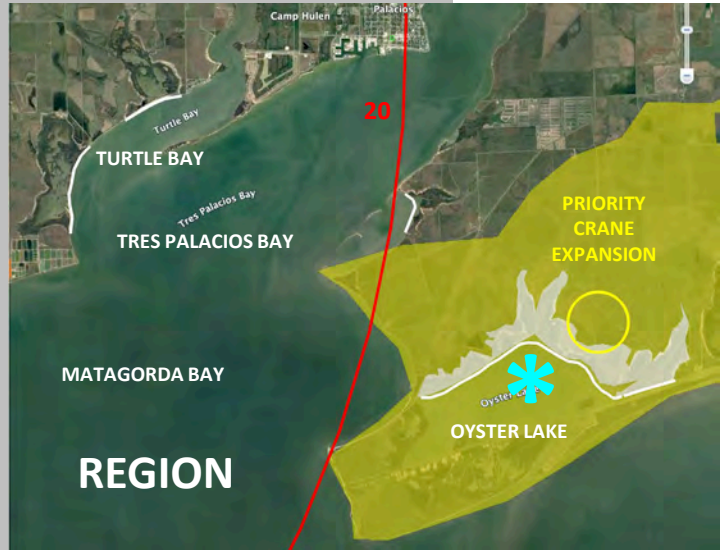 Camp Hulen
Palacios
20
Turtle Bay
TURTLE BAY
Tres Palacios Bay
TRES PALACIOS BAY
PRIORITY
CRANE
EXPANSION
MATAGORDA BAY
Oyster Lake
OYSTER LAKE
REGION